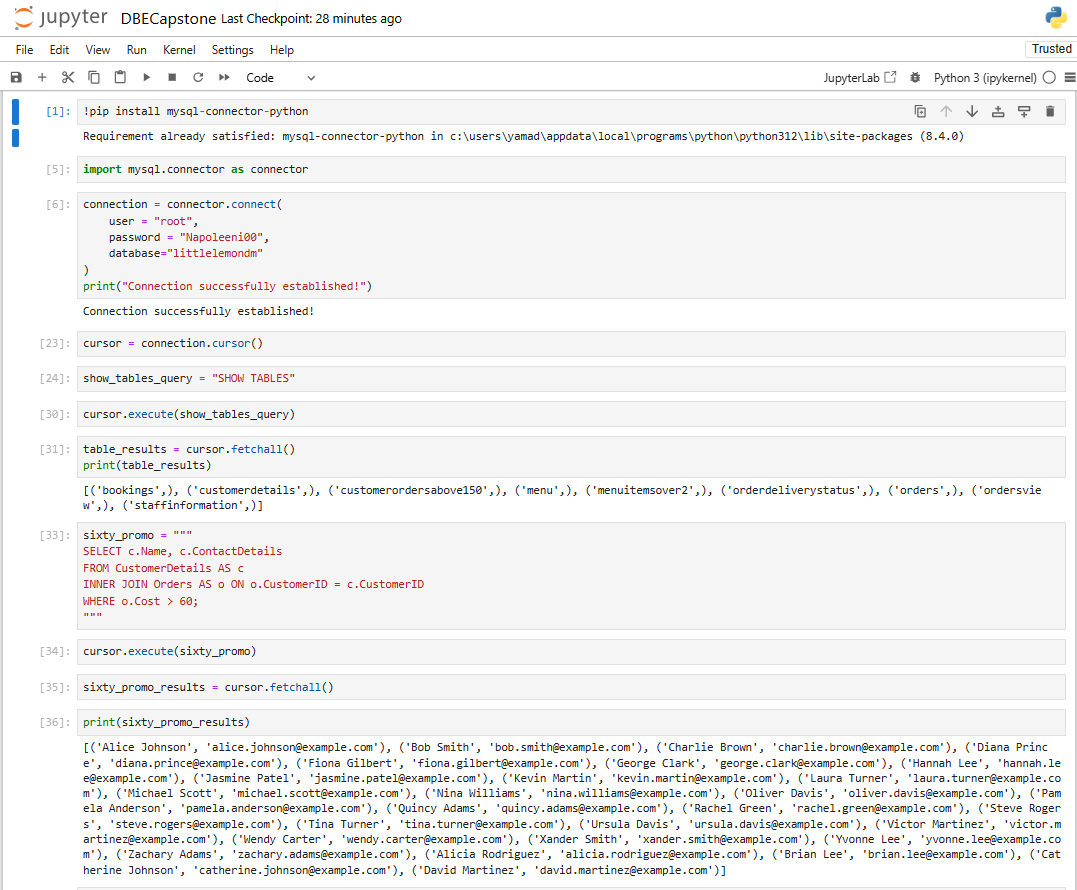 jupyter DBECapstone Last Checkpoint: 28 minutes ago
File Edit View Run Kernel Settings Help
Trusted
Code
JupyterLab
Python 3 (ipykernel)
[1]: !pip install mysql-connector-python
Requirement already satisfied: mysql-connector-python in c:\users\yamad\appdata\local\programs\python\python312\lib\site-packages (8.4.0)
[5]: import mysql.connector as connector
[6]: connection = connector.connect(
user = "root",
password = "Napoleeni00",
database="littlelemondm"
)
print("Connection successfully established!")
Connection successfully established!
[23]: cursor = connection.cursor()
[24]: show_tables_query = "SHOW TABLES"
[30]: cursor.execute(show_tables_query)
[31]: table_results = cursor.fetchall()
print(table_results)
[('bookings',), ('customerdetails',), ('customerordersabove150',), ('menu',), ('menuitemsover2',), ('orderdeliverystatus',), ('orders',), ('ordersvie
w',), ('staffinformation',)]
[33]: sixty_promo = """
SELECT c.Name, c.ContactDetails
FROM CustomerDetails AS c
INNER JOIN Orders AS o ON o.CustomerID = c.CustomerID
WHERE o.Cost > 60;
"""
[34]: cursor.execute(sixty_promo)
[35]: sixty_promo_results = cursor.fetchall()
[36]: print(sixty_promo_results)
[('Alice Johnson', 'alice.johnson@example.com'), ('Bob Smith', 'bob.smith@example.com'), ('Charlie Brown', 'charlie.brown@example.com'), ('Diana Princ
e', 'diana.prince@example.com'), ('Fiona Gilbert', 'fiona.gilbert@example.com'), ('George Clark', 'george.clark@example.com'), ('Hannah Lee', 'hannah.le
e@example.com'), ('Jasmine Patel', 'jasmine.patel@example.com'), ('Kevin Martin', 'kevin.martin@example.com'), ('Laura Turner', 'laura.turner@example.co
m'), ('Michael Scott', 'michael.scott@example.com'), ('Nina Williams', 'nina.williams@example.com'), ('Oliver Davis', 'oliver.davis@example.com'), ('Pam
ela Anderson', 'pamela.anderson@example.com'), ('Quincy Adams', 'quincy.adams@example.com'), ('Rachel Green', 'rachel.green@example.com'), ('Steve Roger
s', 'steve.rogers@example.com'), ('Tina Turner', 'tina.turner@example.com'), ('Ursula Davis', 'ursula.davis@example.com'), ('Victor Martinez', 'victor.m
artinez@example.com'), ('Wendy Carter', 'wendy.carter@example.com'), ('Xander Smith', 'xander.smith@example.com'), ('Yvonne Lee', 'yvonne.lee@example.co
m'), ('Zachary Adams', 'zachary.adams@example.com'), ('Alicia Rodriguez', 'alicia.rodriguez@example.com'), ('Brian Lee', 'brian.lee@example.com'), ('Cat
herine Johnson', 'catherine.johnson@example.com'), ('David Martinez', 'david.martinez@example.com')]